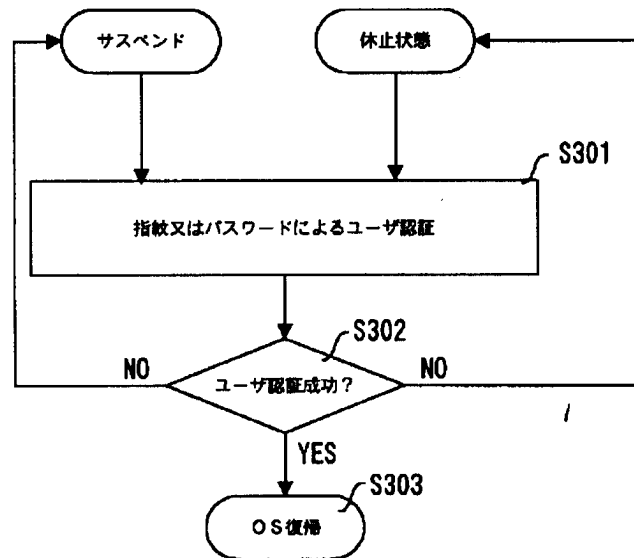 サスペンド
休止状態
S301
指紋又はパスワードによるユーザ認証
S302
NO
ユーザ認証成功？
NO
YES
S303
ＯＳ復帰